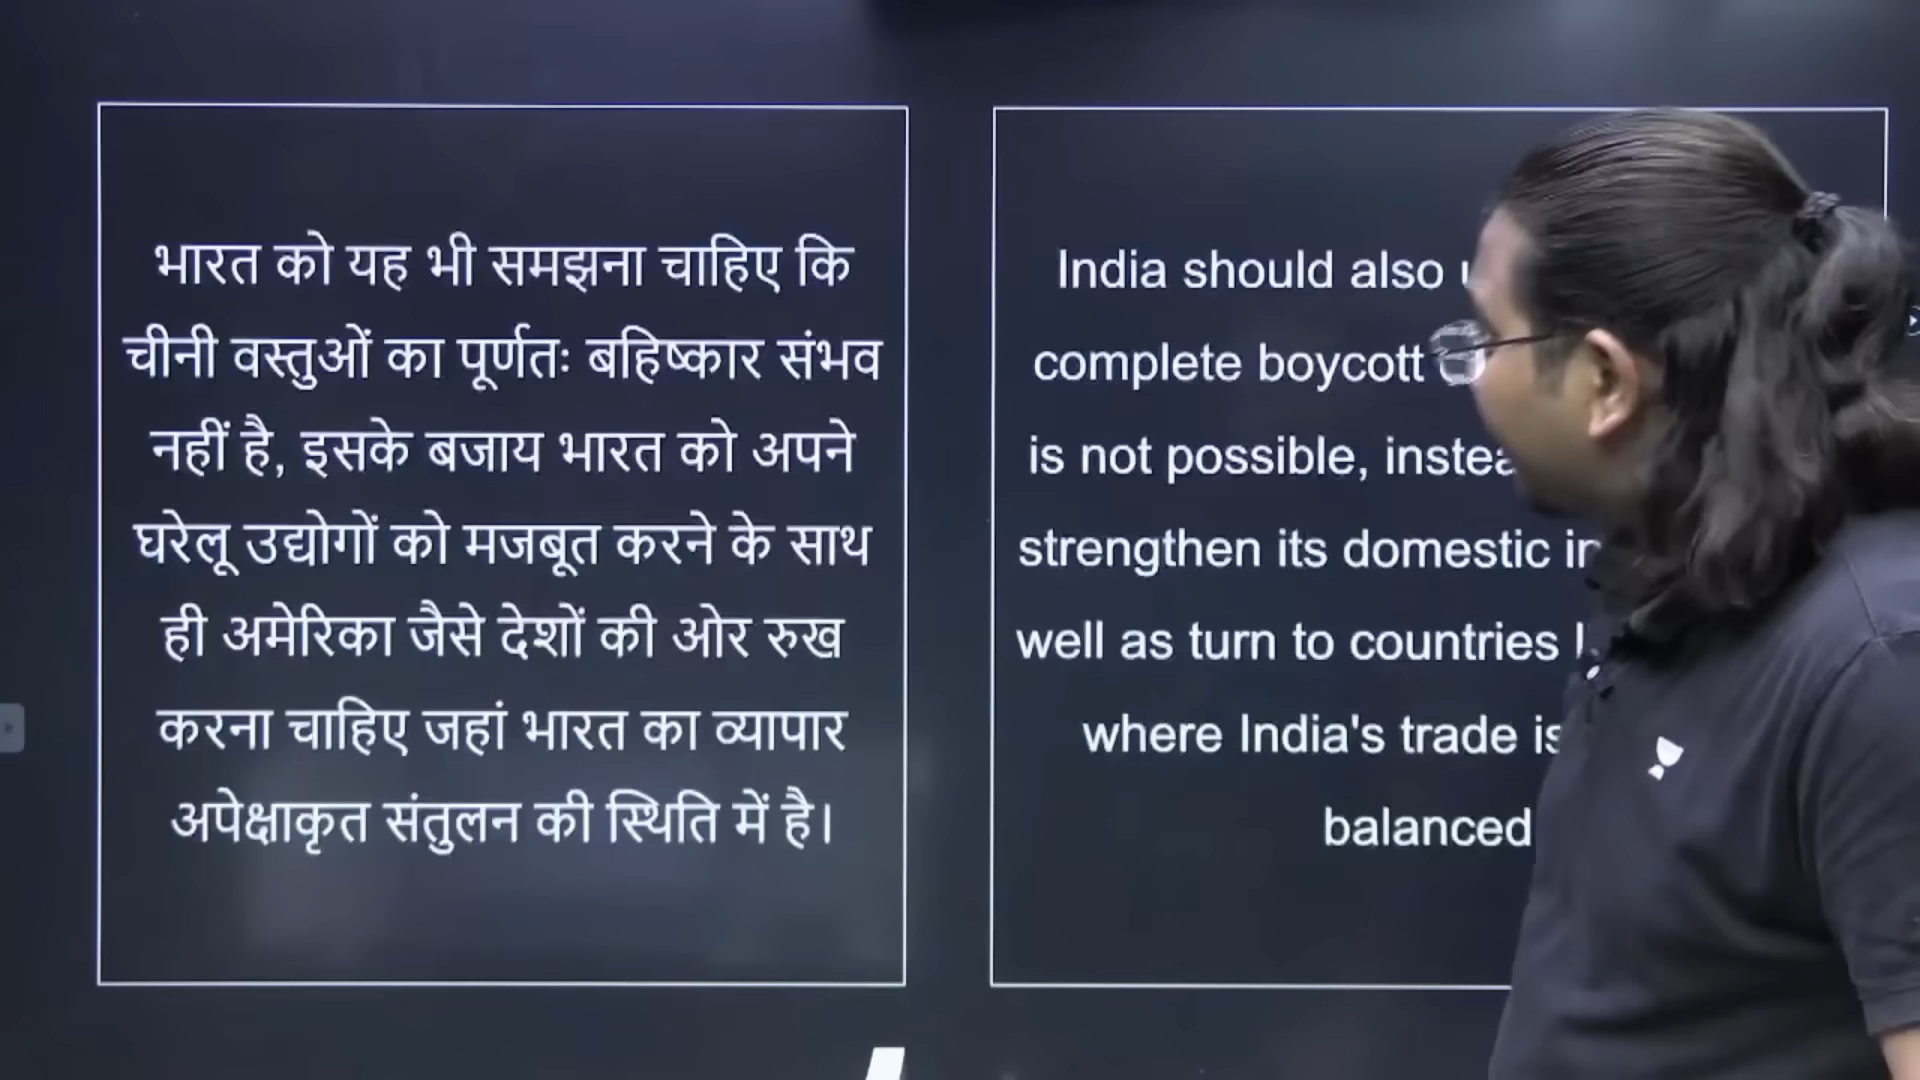 भारत को यह भी समझना चाहिए कि
चीनी वस्तुओं का पूर्णतः बहिष्कार संभव
नहीं है, इसके बजाय भारत को अपने
घरेलू उद्योगों को मजबूत करने के साथ
ही अमेरिका जैसे देशों की ओर रुख
करना चाहिए जहां भारत का व्यापार
अपेक्षाकृत संतुलन की स्थिति में है।
India should also
complete boycott
is not possible,
strengthen its domestic
well as turn to countries
where India's trade
balanced